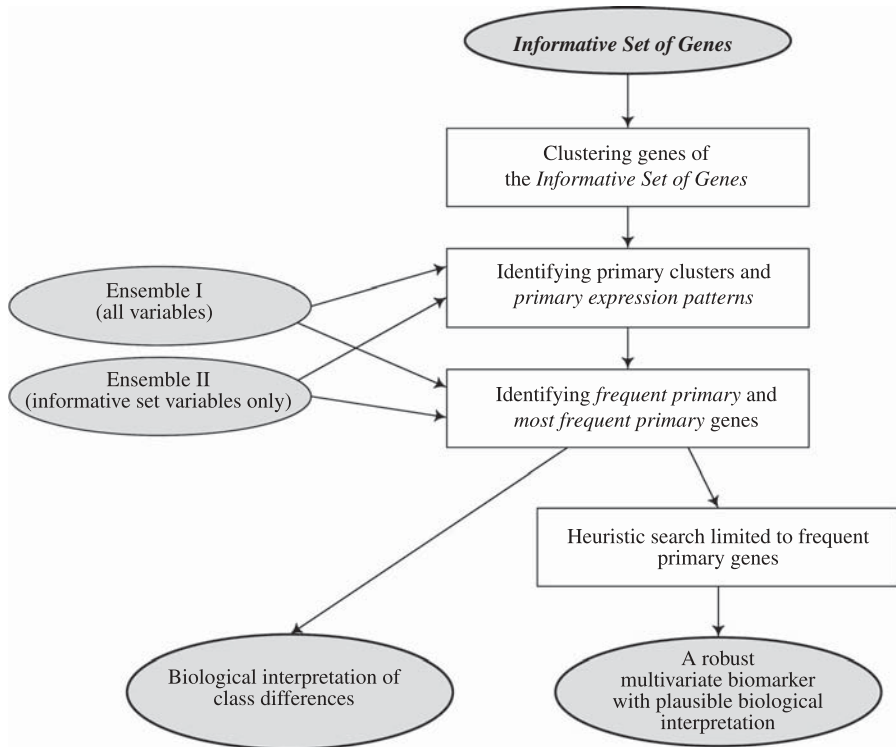 Informative Set of Genes
Clustering genes of
the Informative Set of Genes
Identifying primary clusters and
primary expression patterns
Ensemble I
(all variables)
Ensemble II
(informative set variables only)
Identifying frequent primary and
most frequent primary genes
Heuristic search limited to frequent
primary genes
Biological interpretation of
class differences
A robust
multivariate biomarker
with plausible biological
interpretation